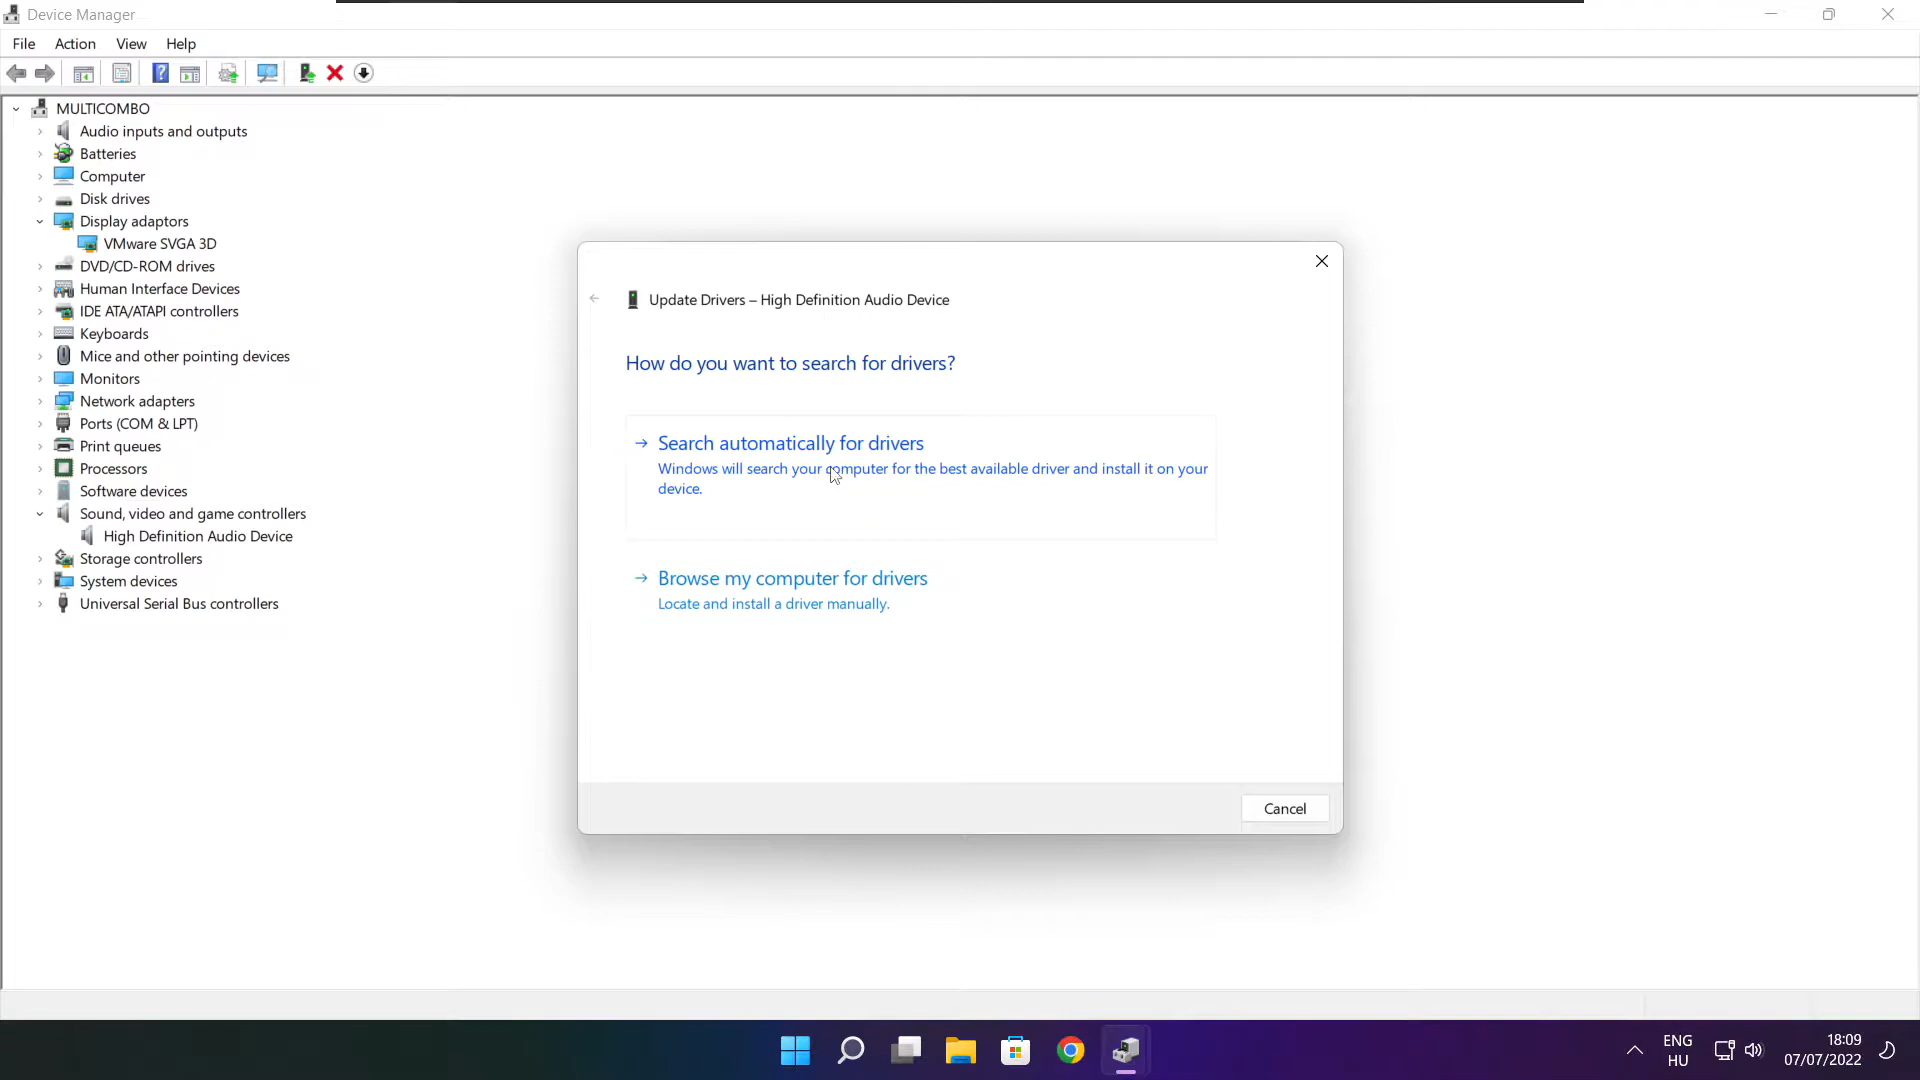 Device Manager
File Action View Help
MULTICOMBO
Audio inputs and outputs
Batteries
Computer
Disk drives
Display adaptors
VMware SVGA 3D
DVD/CD-ROM drives
Human Interface Devices
IDE ATA/ATAPI controllers
Keyboards
Mice and other pointing devices
Monitors
Network adapters
Ports (COM & LPT)
Print queues
Processors
Software devices
Sound, video and game controllers
High Definition Audio Device
Storage controllers
System devices
Universal Serial Bus controllers
Update Drivers – High Definition Audio Device
How do you want to search for drivers?
Search automatically for drivers
Windows will search your computer for the best available driver and install it on your
device.
Browse my computer for drivers
Locate and install a driver manually.
Cancel
ENG
HU
18:09
07/07/2022